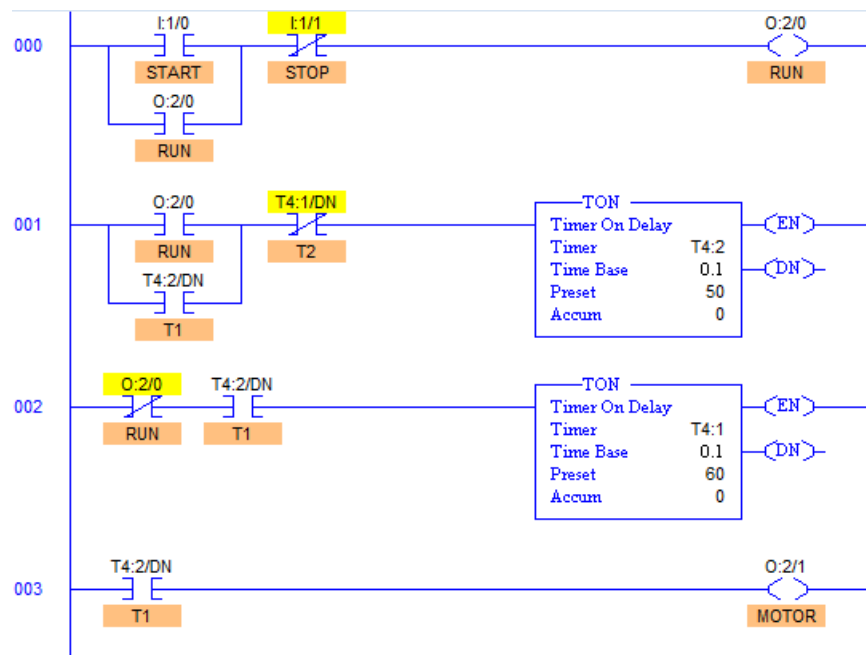 I:1/0 I:1/1 O:2/0
000
START STOP RUN
O:2/0
RUN
O:2/0 T4:1/DN TON
001 Timer On Delay EN
RUN T2 Timer T4:2
Time Base 0.1 DN
T4:2/DN Preset 50
T1 Accum 0
O:2/0 T4:2/DN TON
002 Timer On Delay EN
RUN T1 Timer T4:1
Time Base 0.1 DN
Preset 60
Accum 0
T4:2/DN O:2/1
003
T1 MOTOR